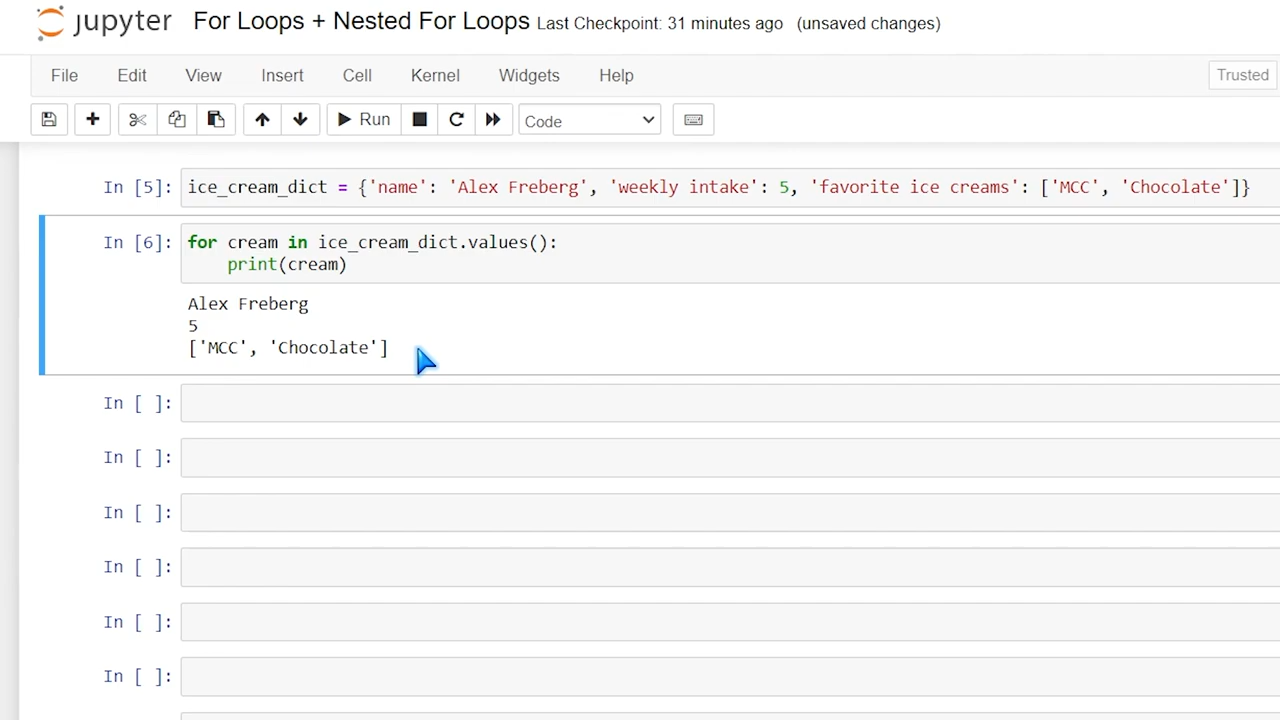 jupyter For Loops + Nested For Loops Last Checkpoint: 31 minutes ago (unsaved changes)
File Edit View Insert Cell Kernel Widgets Help Trusted
Run Code
In [5]: ice_cream_dict = {'name': 'Alex Freberg', 'weekly intake': 5, 'favorite ice creams': ['MCC', 'Chocolate']}
In [6]: for cream in ice_cream_dict.values():
print(cream)
Alex Freberg
5
['MCC', 'Chocolate']
In [ ]:
In [ ]:
In [ ]:
In [ ]:
In [ ]:
In [ ]: